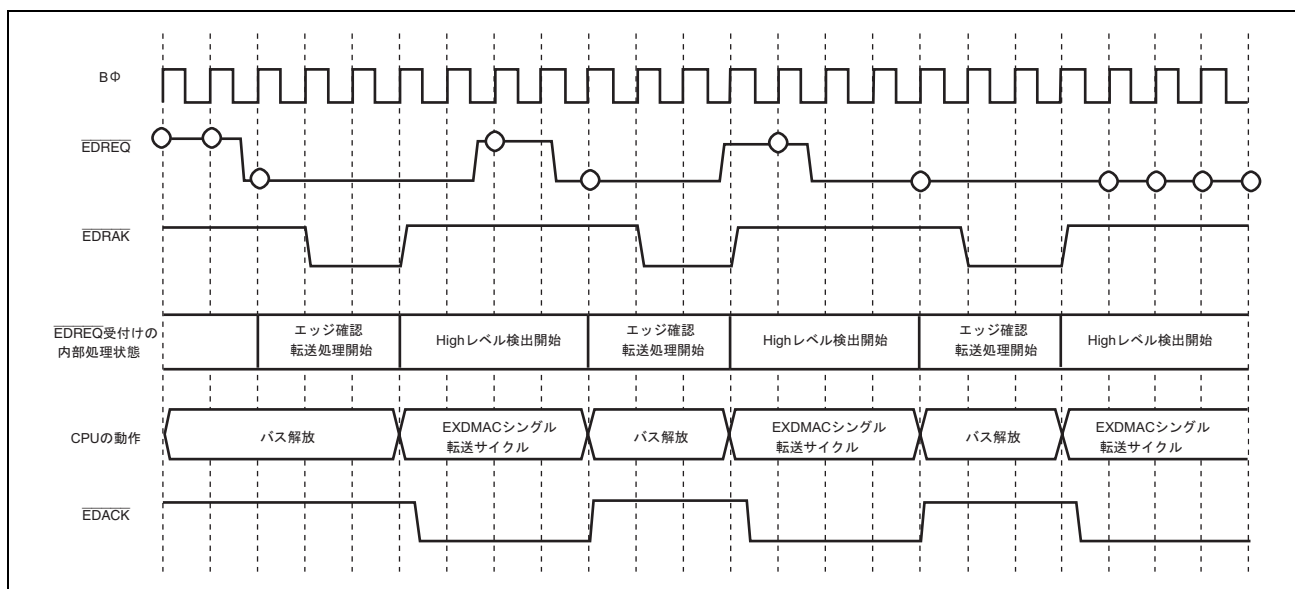 BΦ
EDREQ
EDRAK
EDREQ受付けの
内部処理状態
エッジ確認
転送処理開始
Highレベル検出開始
エッジ確認
転送処理開始
Highレベル検出開始
エッジ確認
転送処理開始
Highレベル検出開始
CPUの動作
バス解放
EXDMACシングル
転送サイクル
バス解放
EXDMACシングル
転送サイクル
バス解放
EXDMACシングル
転送サイクル
EDACK